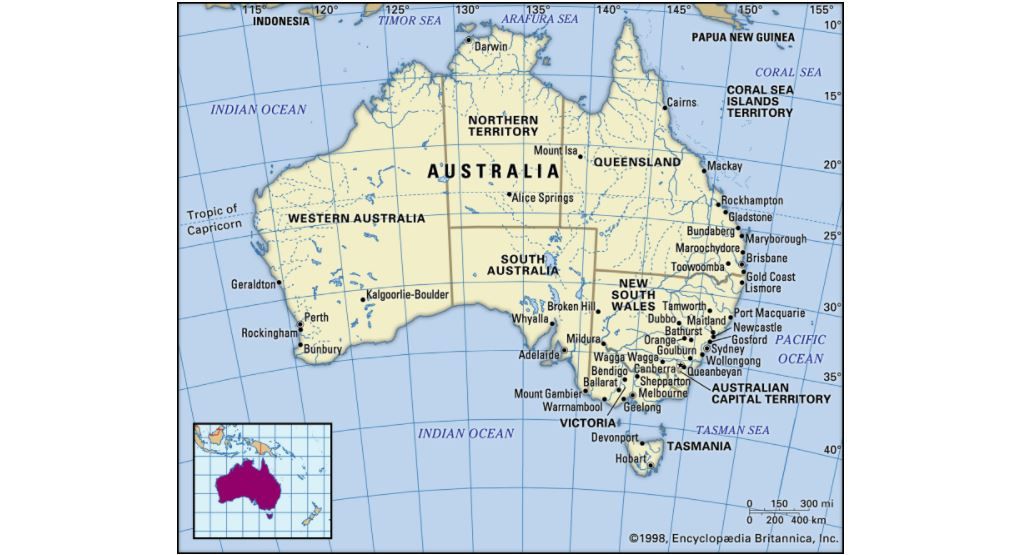 115° 120° 125° 130° 135° 140° 145° 150° 155°
INDONESIA
TIMOR SEA
ARAFURA SEA
10°
PAPUA NEW GUINEA
Darwin
CORAL SEA
CORAL SEA
ISLANDS
TERRITORY
15°
INDIAN OCEAN
Cairns
NORTHERN
TERRITORY
Mount Isa
QUEENSLAND
AUSTRALIA
Mackay
20°
Alice Springs
Rockhampton
Tropic of
Capricorn
WESTERN AUSTRALIA
Gladstone
Bundaberg
Maryborough
25°
Maroochydore
Brisbane
SOUTH
AUSTRALIA
Toowoomba
Gold Coast
Geraldton
NEW
SOUTH
WALES
Lismore
Kalgoorlie-Boulder
Broken Hill
Tamworth
30°
Perth
Whyalla
Dubbo
Maitland
Port Macquarie
Rockingham
Bathurst
Newcastle
Mildura
Orange
Gosford
PACIFIC
OCEAN
Bunbury
Adelaide
Goulburn
Sydney
Wagga Wagga
Wollongong
Bendigo
Canberra
Queanbeyan
35°
Ballarat
Shepparton
AUSTRALIAN
CAPITAL TERRITORY
Mount Gambier
Melbourne
Warrnambool
Geelong
VICTORIA
INDIAN OCEAN
TASMAN SEA
Devonport
TASMANIA
40°
Hobart
0 150 300 mi
0 200 400 km
©1998, Encyclopædia Britannica, Inc.